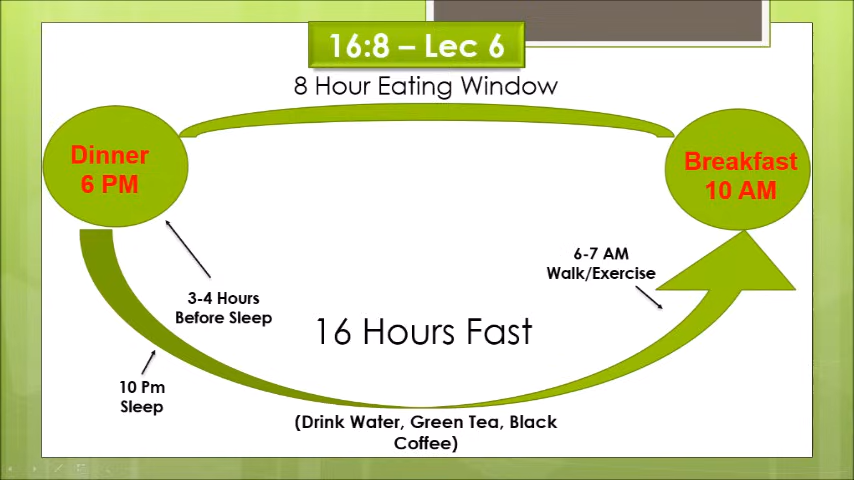 16:8 – Lec 6
8 Hour Eating Window
Dinner
6 PM
Breakfast
10 AM
6-7 AM
Walk/Exercise
3-4 Hours
Before Sleep
16 Hours Fast
10 Pm
Sleep
(Drink Water, Green Tea, Black
Coffee)